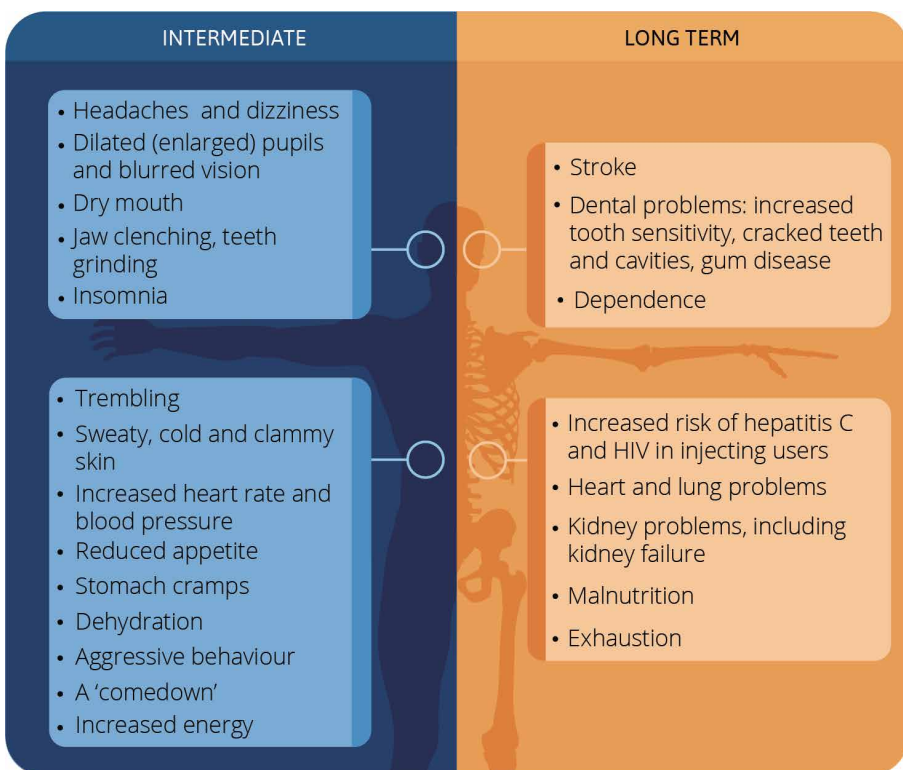 INTERMEDIATE
• Headaches and dizziness
• Dilated (enlarged) pupils
and blurred vision
• Dry mouth
• Jaw clenching, teeth
grinding
• Insomnia
• Trembling
• Sweaty, cold and clammy
skin
• Increased heart rate and
blood pressure
• Reduced appetite
• Stomach cramps
• Dehydration
• Aggressive behaviour
• A ‘comedown’
• Increased energy
LONG TERM
• Stroke
• Dental problems: increased
tooth sensitivity, cracked teeth
and cavities, gum disease
• Dependence
• Increased risk of hepatitis C
and HIV in injecting users
• Heart and lung problems
• Kidney problems, including
kidney failure
• Malnutrition
• Exhaustion